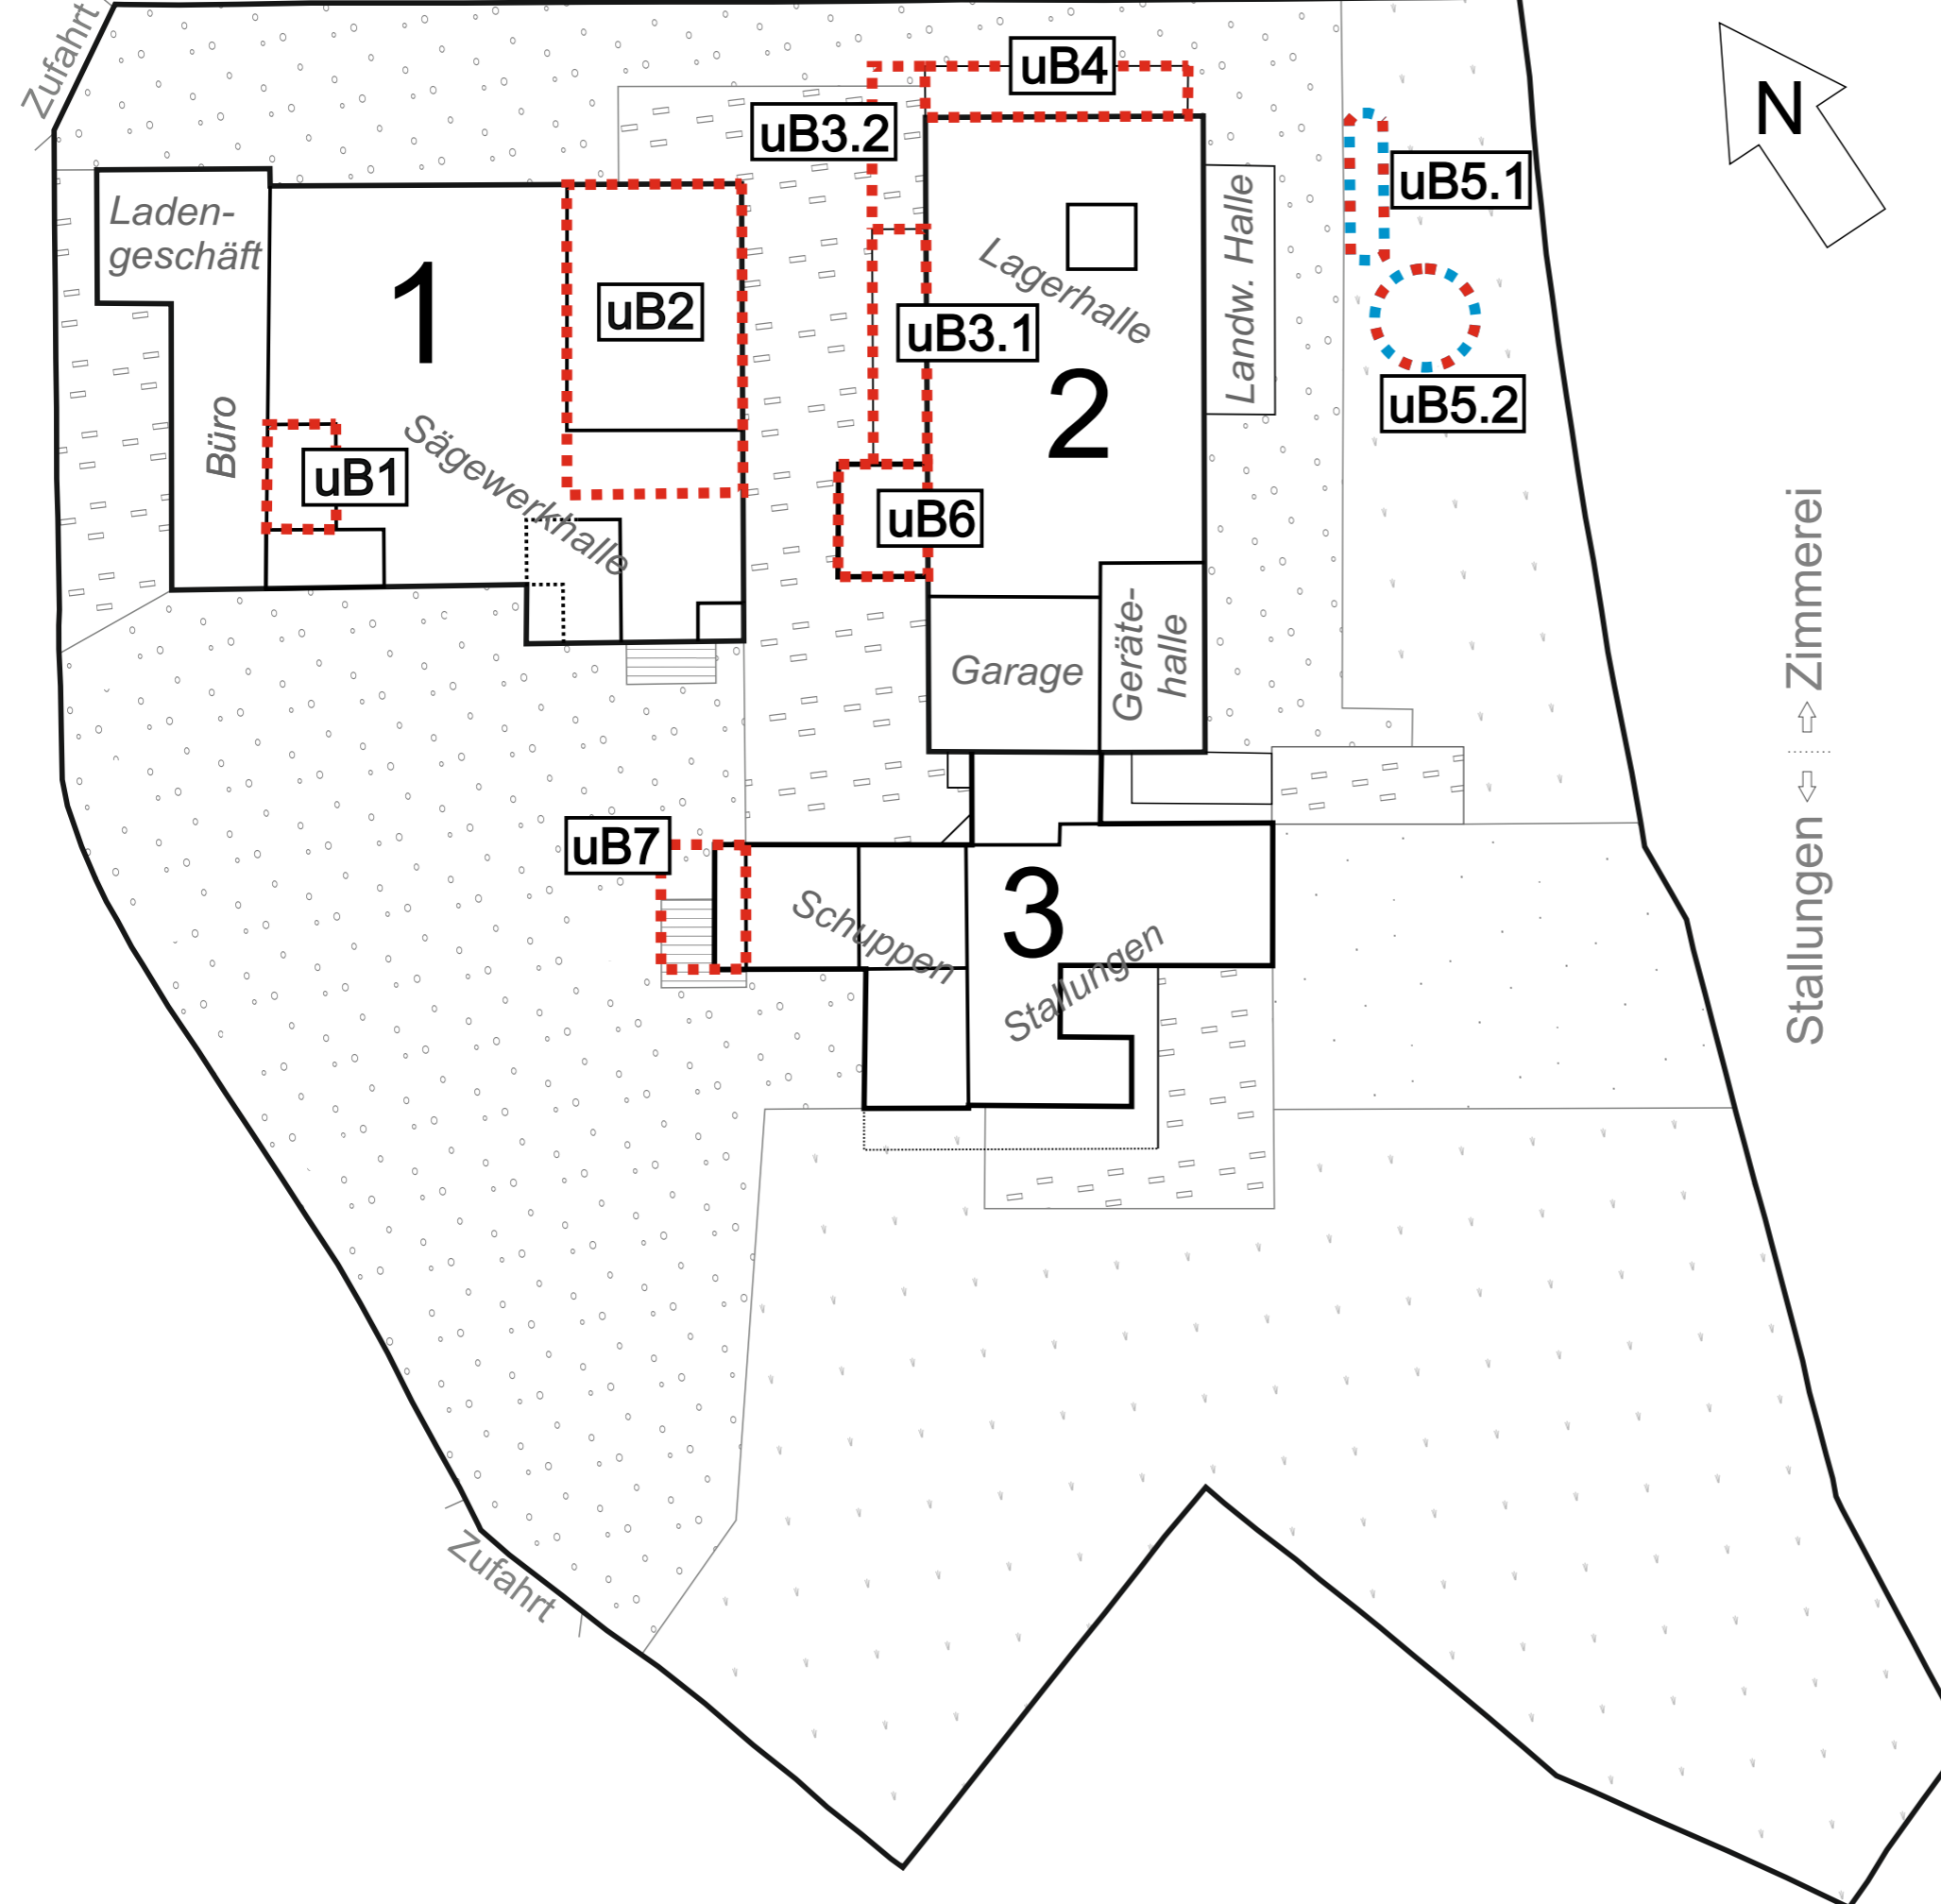 Zufahrt
uB4
N
uB3.2
uB5.1
Laden-
geschäft
1
uB2
Lagerhalle
Landw. Halle
uB3.1
2
uB5.2
Büro
uB1
Sägewerkhalle
uB6
Zimmerei
Garage
Geräte-
halle
uB7
3
Schuppen
Stallungen
Stallungen
Zufahrt